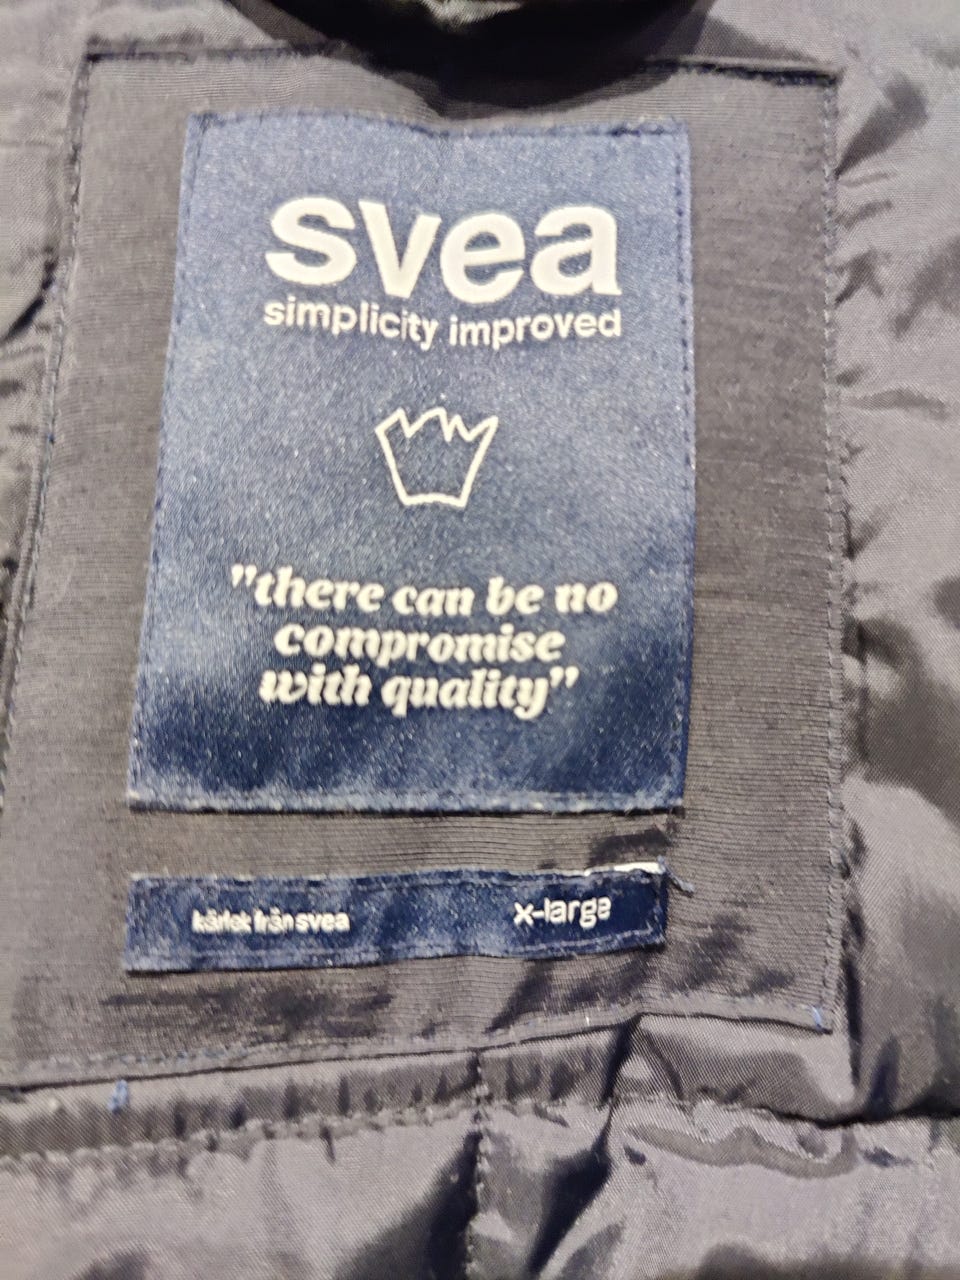 svea
simplicity improved
"there can be no
compromise
with quality"
kärlek från svea
x-large